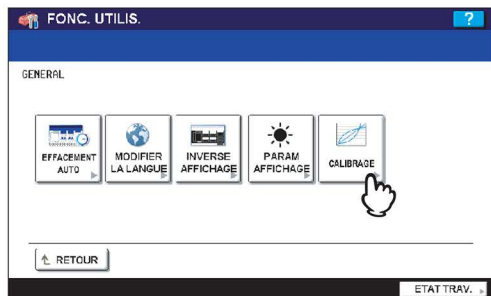 FONC. UTILIS.
?
GENERAL
EFFACEMENT
AUTO
MODIFIER
LA LANGUE
INVERSE
AFFICHAGE
PARAM
AFFICHAGE
CALIBRAGE
RETOUR
ETAT TRAV.